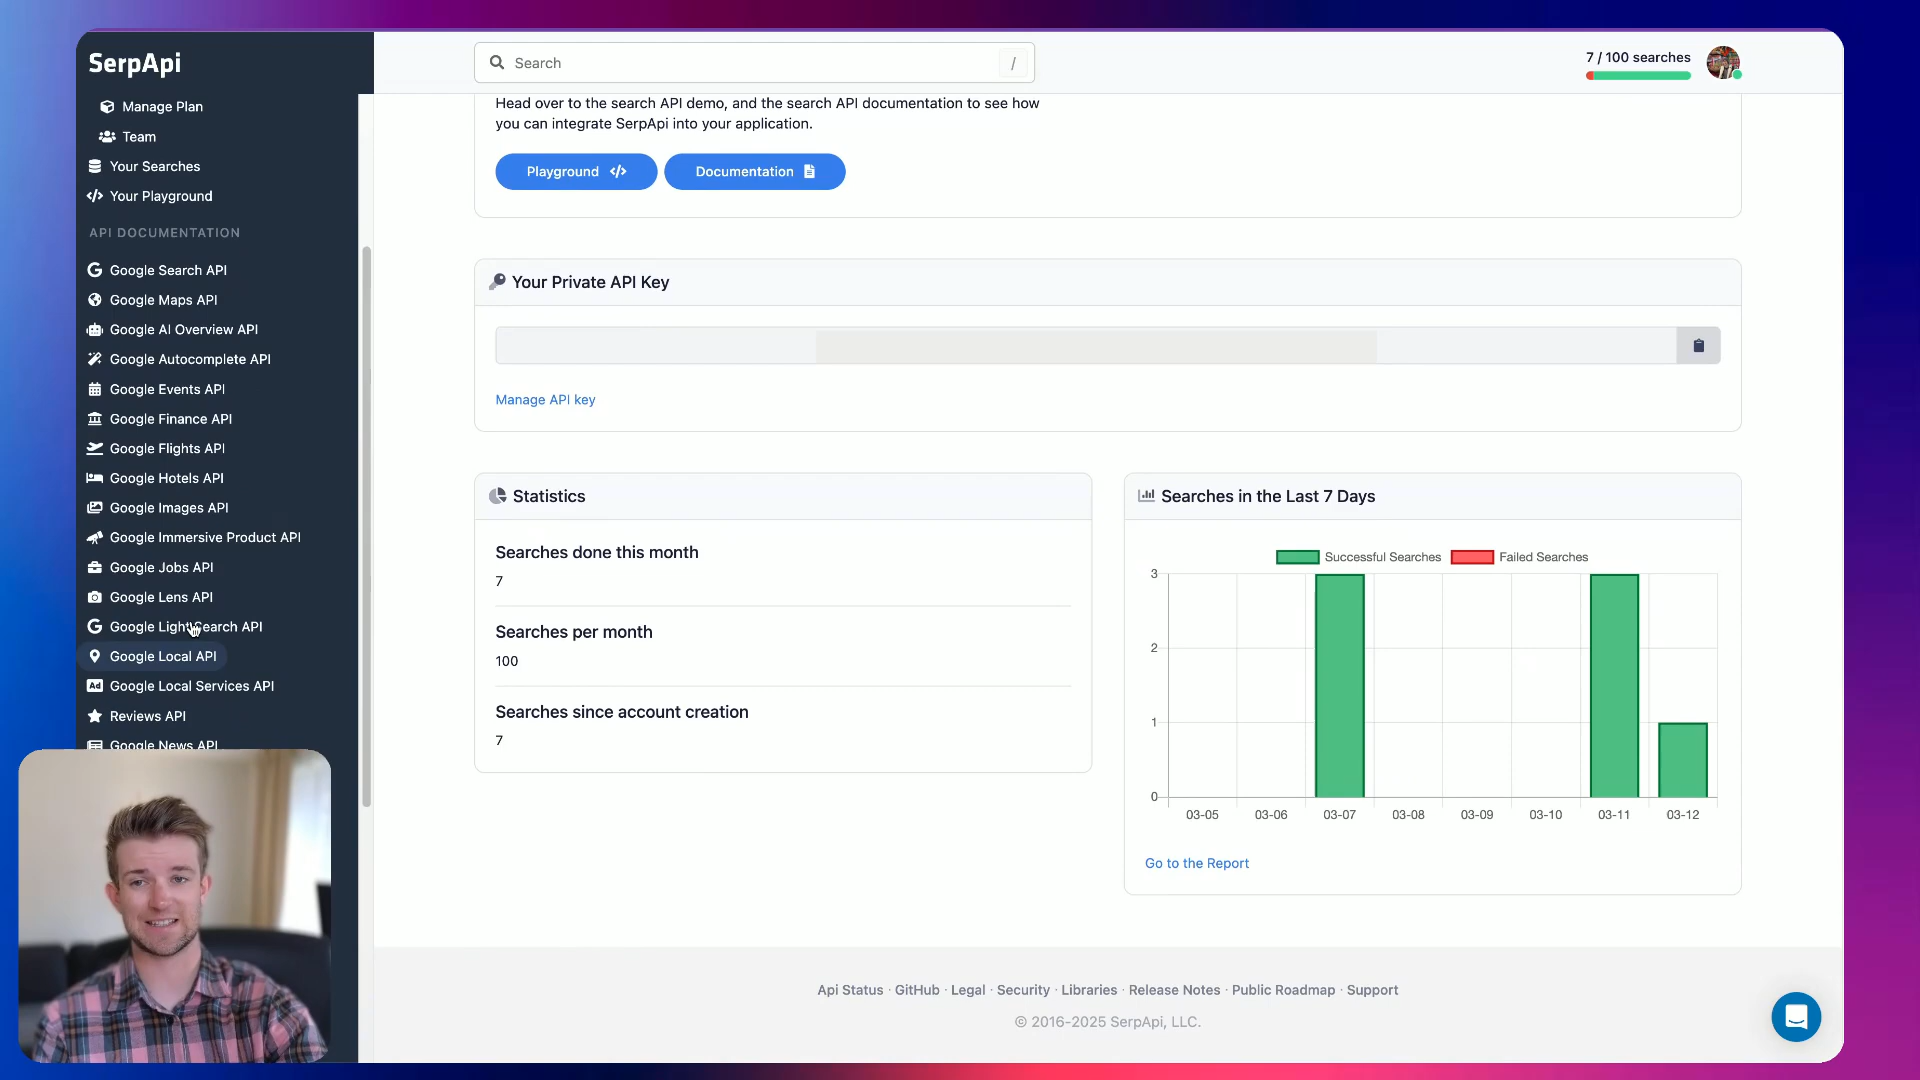 SerpApi
Search
/
7 / 100 searches
Manage Plan
Team
Your Searches
Your Playground
API DOCUMENTATION
Google Search API
Google Maps API
Google AI Overview API
Google Autocomplete API
Google Events API
Google Finance API
Google Flights API
Google Hotels API
Google Images API
Google Immersive Product API
Google Jobs API
Google Lens API
Google Light Search API
Google Local API
Ad
Google Local Services API
Reviews API
Google News API
Head over to the search API demo, and the search API documentation to see how
you can integrate SerpApi into your application.
Playground
Documentation
Your Private API Key
Manage API key
Statistics
Searches done this month
7
Searches per month
100
Searches since account creation
7
Searches in the Last 7 Days
Successful Searches
Failed Searches
3
2
1
0
03-05 03-06 03-07 03-08 03-09 03-10 03-11 03-12
Go to the Report
Api Status · GitHub · Legal · Security · Libraries · Release Notes · Public Roadmap · Support
© 2016-2025 SerpApi, LLC.